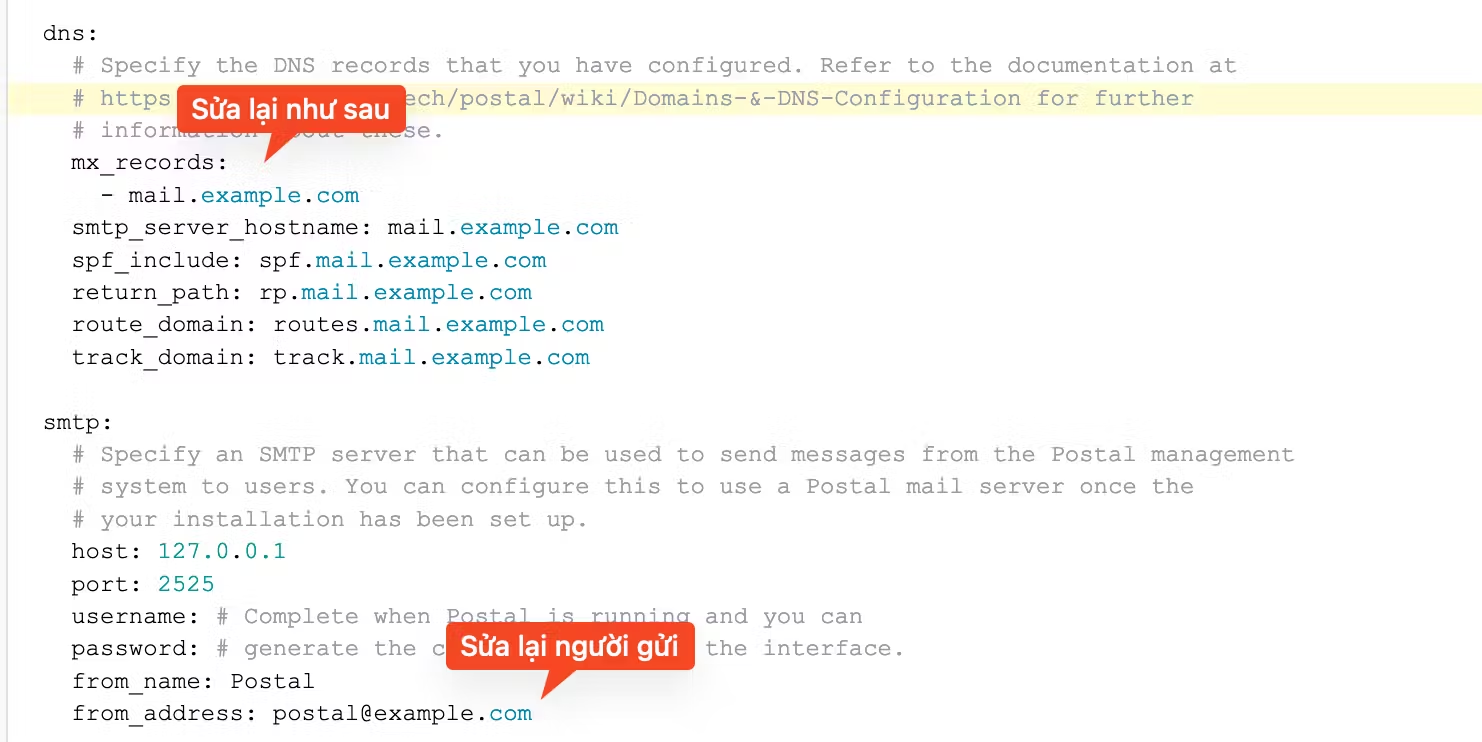 dns:
# Specify the DNS records that you have configured. Refer to the documentation at
# https ech/postal/wiki/Domains-&-DNS-Configuration for further
Sửa lại như sau
# information about these.
mx_records:
- mail.example.com
smtp_server_hostname: mail.example.com
spf_include: spf.mail.example.com
return_path: rp.mail.example.com
route_domain: routes.mail.example.com
track_domain: track.mail.example.com
smtp:
# Specify an SMTP server that can be used to send messages from the Postal management
# system to users. You can configure this to use a Postal mail server once the
# your installation has been set up.
host: 127.0.0.1
port: 2525
username: # Complete when Postal is running and you can
password: # generate the c the interface.
Sửa lại người gửi
from_name: Postal
from_address: postal@example.com